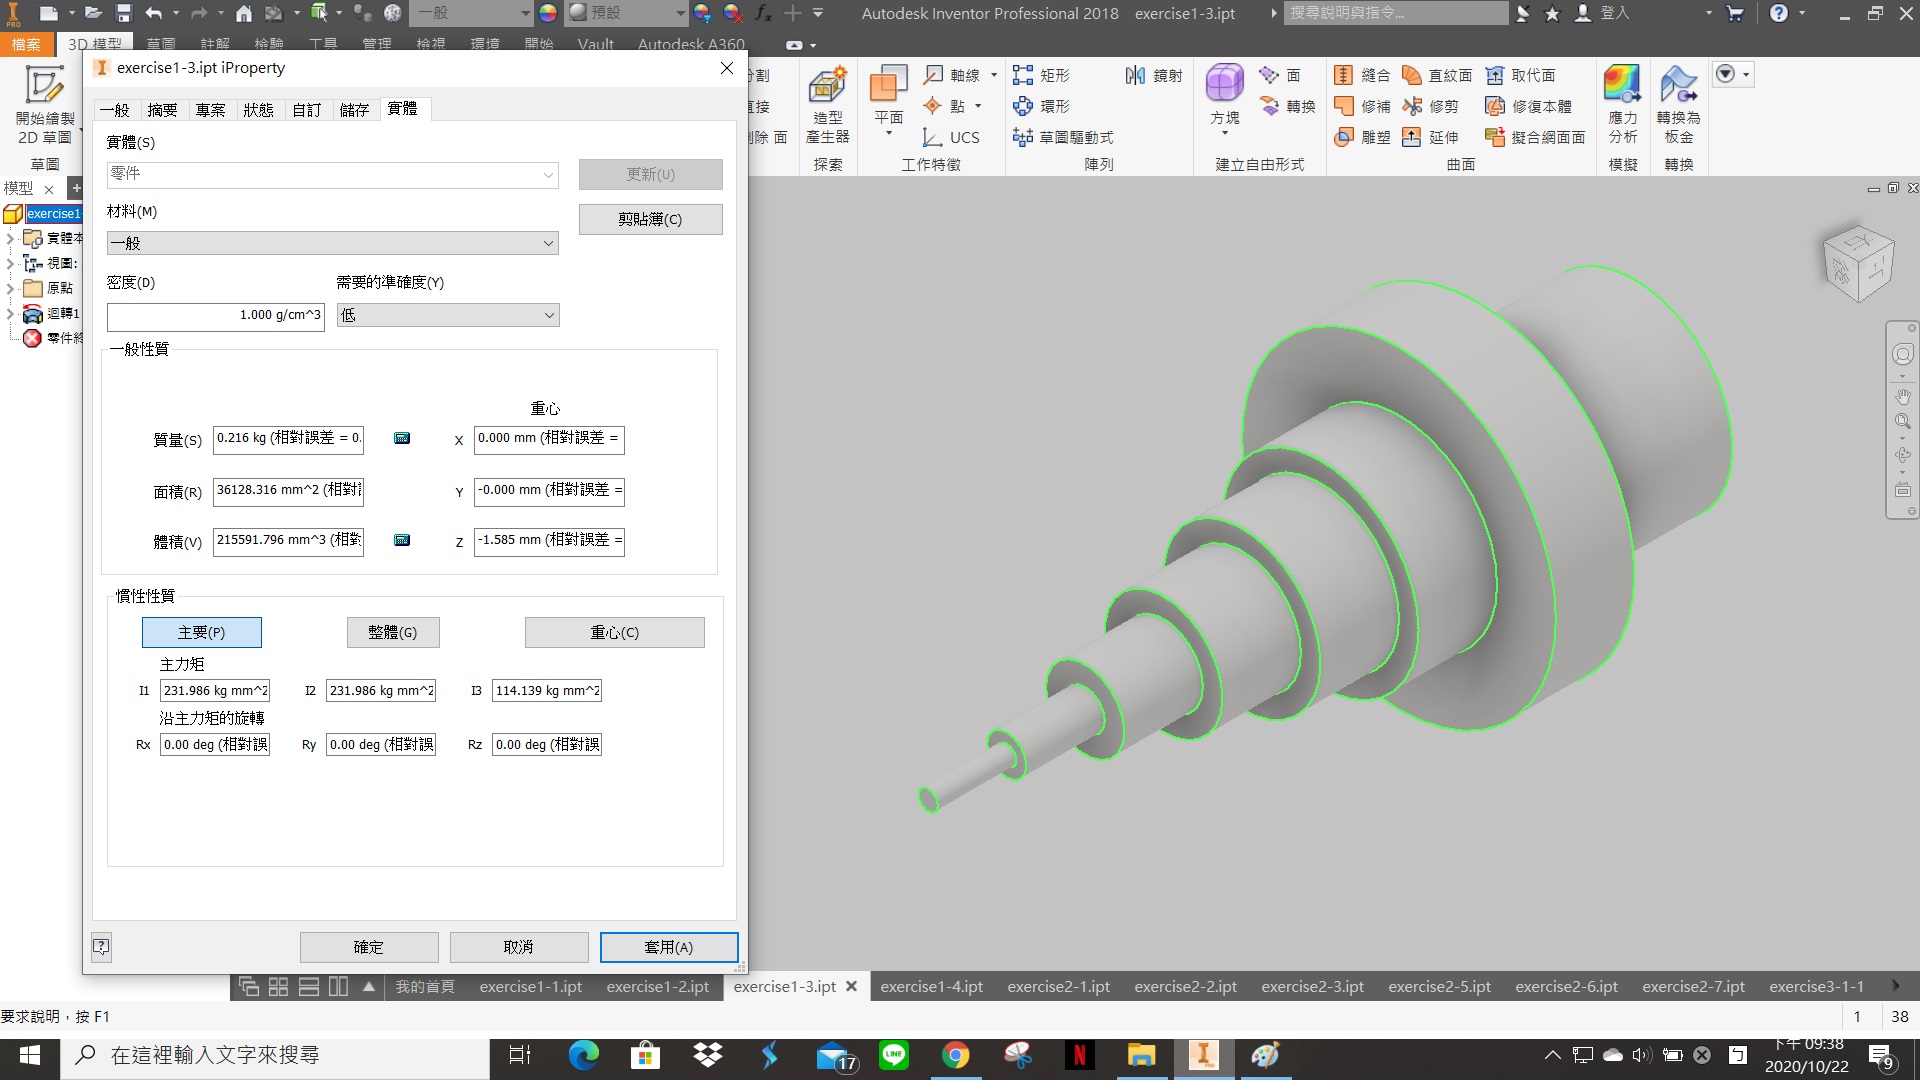 一般
預設
Autodesk Inventor Professional 2018 exercise1-3.ipt
搜尋說明與指令...
登入
檔案
3D 模型
草圖
註解
檢驗
工具
管理
檢視
環境
開始
Vault
Autodesk A360
開始繪製
2D 草圖
草圖
造型
產生器
探索
平面
軸線
點
UCS
工作特徵
矩形
環形
草圖驅動式
鏡射
陣列
方塊
面
轉換
建立自由形式
縫合
修補
雕塑
直紋面
修剪
延伸
取代面
修復本體
擬合網面面
曲面
應力
分析
模擬
轉換為
板金
轉換
模型
exercise1
視圖:
原點
迴轉1
exercise1-3.ipt iProperty
一般
摘要
專案
狀態
自訂
儲存
實體
實體(S)
零件
更新(U)
材料(M)
剪貼簿(C)
一般
密度(D)
需要的準確度(Y)
1.000 g/cm^3
低
一般性質
重心
質量(S) 0.216 kg (相對誤差 = 0.
X 0.000 mm (相對誤差 =
面積(R) 36128.316 mm^2 (相對
Y -0.000 mm (相對誤差 =
體積(V) 215591.796 mm^3 (相
Z -1.585 mm (相對誤差 =
慣性性質
主要(P)
整體(G)
重心(C)
主力矩
I1 231.986 kg mm^2
I2 231.986 kg mm^2
I3 114.139 kg mm^2
沿主力矩的旋轉
Rx 0.00 deg (相對誤
Ry 0.00 deg (相對誤
Rz 0.00 deg (相對誤
確定
取消
套用(A)
我的首頁
exercise1-1.ipt
exercise1-2.ipt
exercise1-3.ipt
exercise1-4.ipt
exercise2-1.ipt
exercise2-2.ipt
exercise2-3.ipt
exercise2-5.ipt
exercise2-6.ipt
exercise2-7.ipt
exercise3-1-1
要求說明，按 F1
1
38
在這裡輸入文字來搜尋
17
LINE
N
下午 09:38
2020/10/22
9